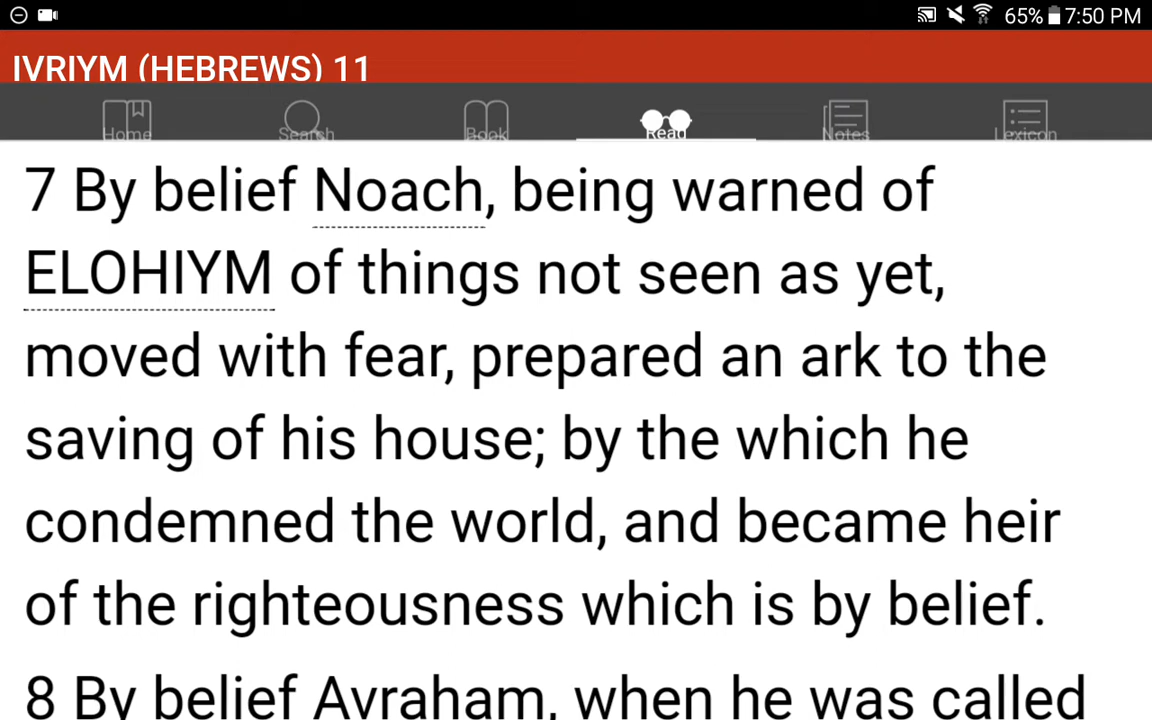 65% 7:50 PM
IVRIYM (HEBREWS) 11
Home Search Book Read Notes Lexicon
7 By belief Noach, being warned of
ELOHIYM of things not seen as yet,
moved with fear, prepared an ark to the
saving of his house; by the which he
condemned the world, and became heir
of the righteousness which is by belief.
8 By belief Avraham, when he was called